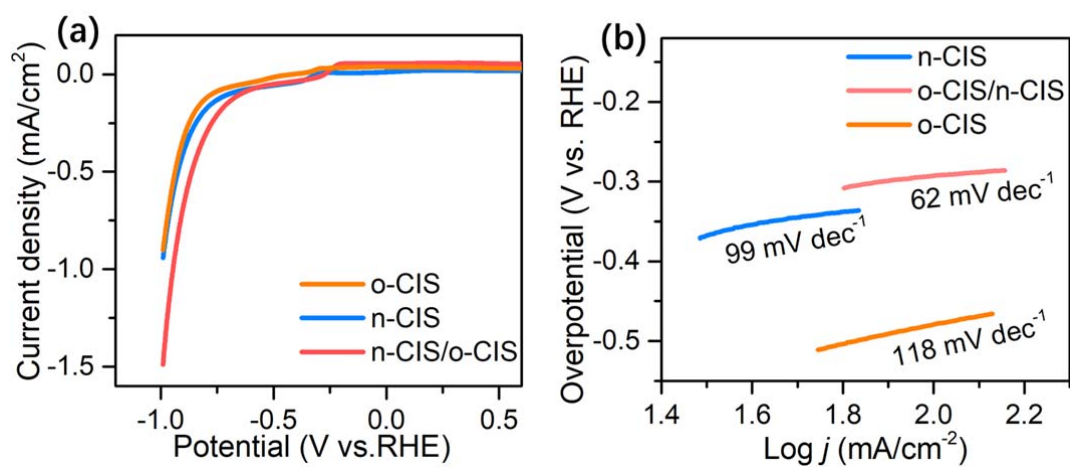 (a)
Current density (mA/cm²)
0.0
-0.5
-1.0
-1.5
o-CIS
n-CIS
n-CIS/o-CIS
-1.0 -0.5 0.0 0.5
Potential (V vs.RHE)
(b)
Overpotential (V vs. RHE)
-0.2
-0.3
-0.4
-0.5
n-CIS
o-CIS/n-CIS
o-CIS
62 mV dec⁻¹
99 mV dec⁻¹
118 mV dec⁻¹
1.4 1.6 1.8 2.0 2.2
Log j (mA/cm⁻²)